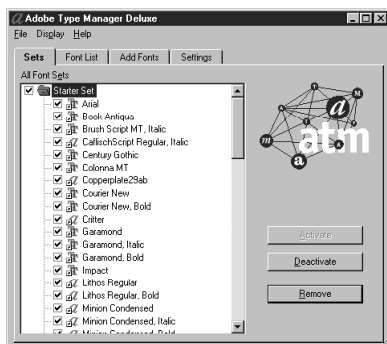 Adobe Type Manager Deluxe
File Display Help
Sets Font List Add Fonts Settings
All Font Sets
Starter Set
Arial
Book Antiqua
Brush Script MT, Italic
CaflischScript Regular, Italic
Century Gothic
Colonna MT
Copperplate29ab
Courier New
Courier New, Bold
Critter
Garamond
Garamond, Italic
Garamond, Bold
Impact
Lithos Regular
Lithos Regular, Bold
Minion Condensed
Minion Condensed, Italic
Minion Condensed, Bold
atm
Activate
Deactivate
Remove